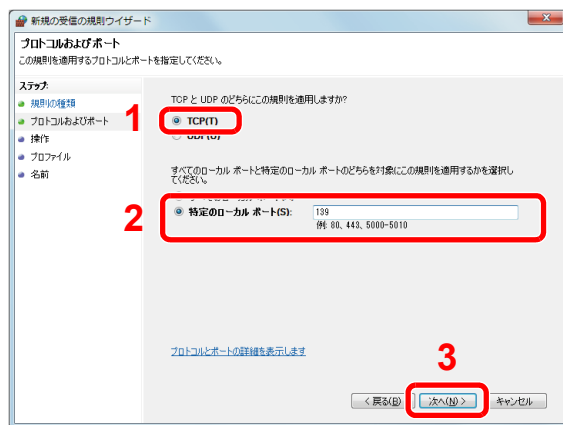 新規の受信の規則ウィザード
プロトコルおよびポート
この規則を適用するプロトコルとポートを指定してください。
ステップ:
規則の種類
プロトコルおよびポート
操作
プロファイル
名前
TCP と UDP のどちらにこの規則を適用しますか?
1
TCP(T)
すべてのローカル ポートと特定のローカル ポートのどちらを対象にこの規則を適用するかを選択し
てください。
2
特定のローカル ポート(S):
139
例: 80、443、5000-5010
プロトコルとポートの詳細を表示します
3
< 戻る(B)
次へ(N) >
キャンセル